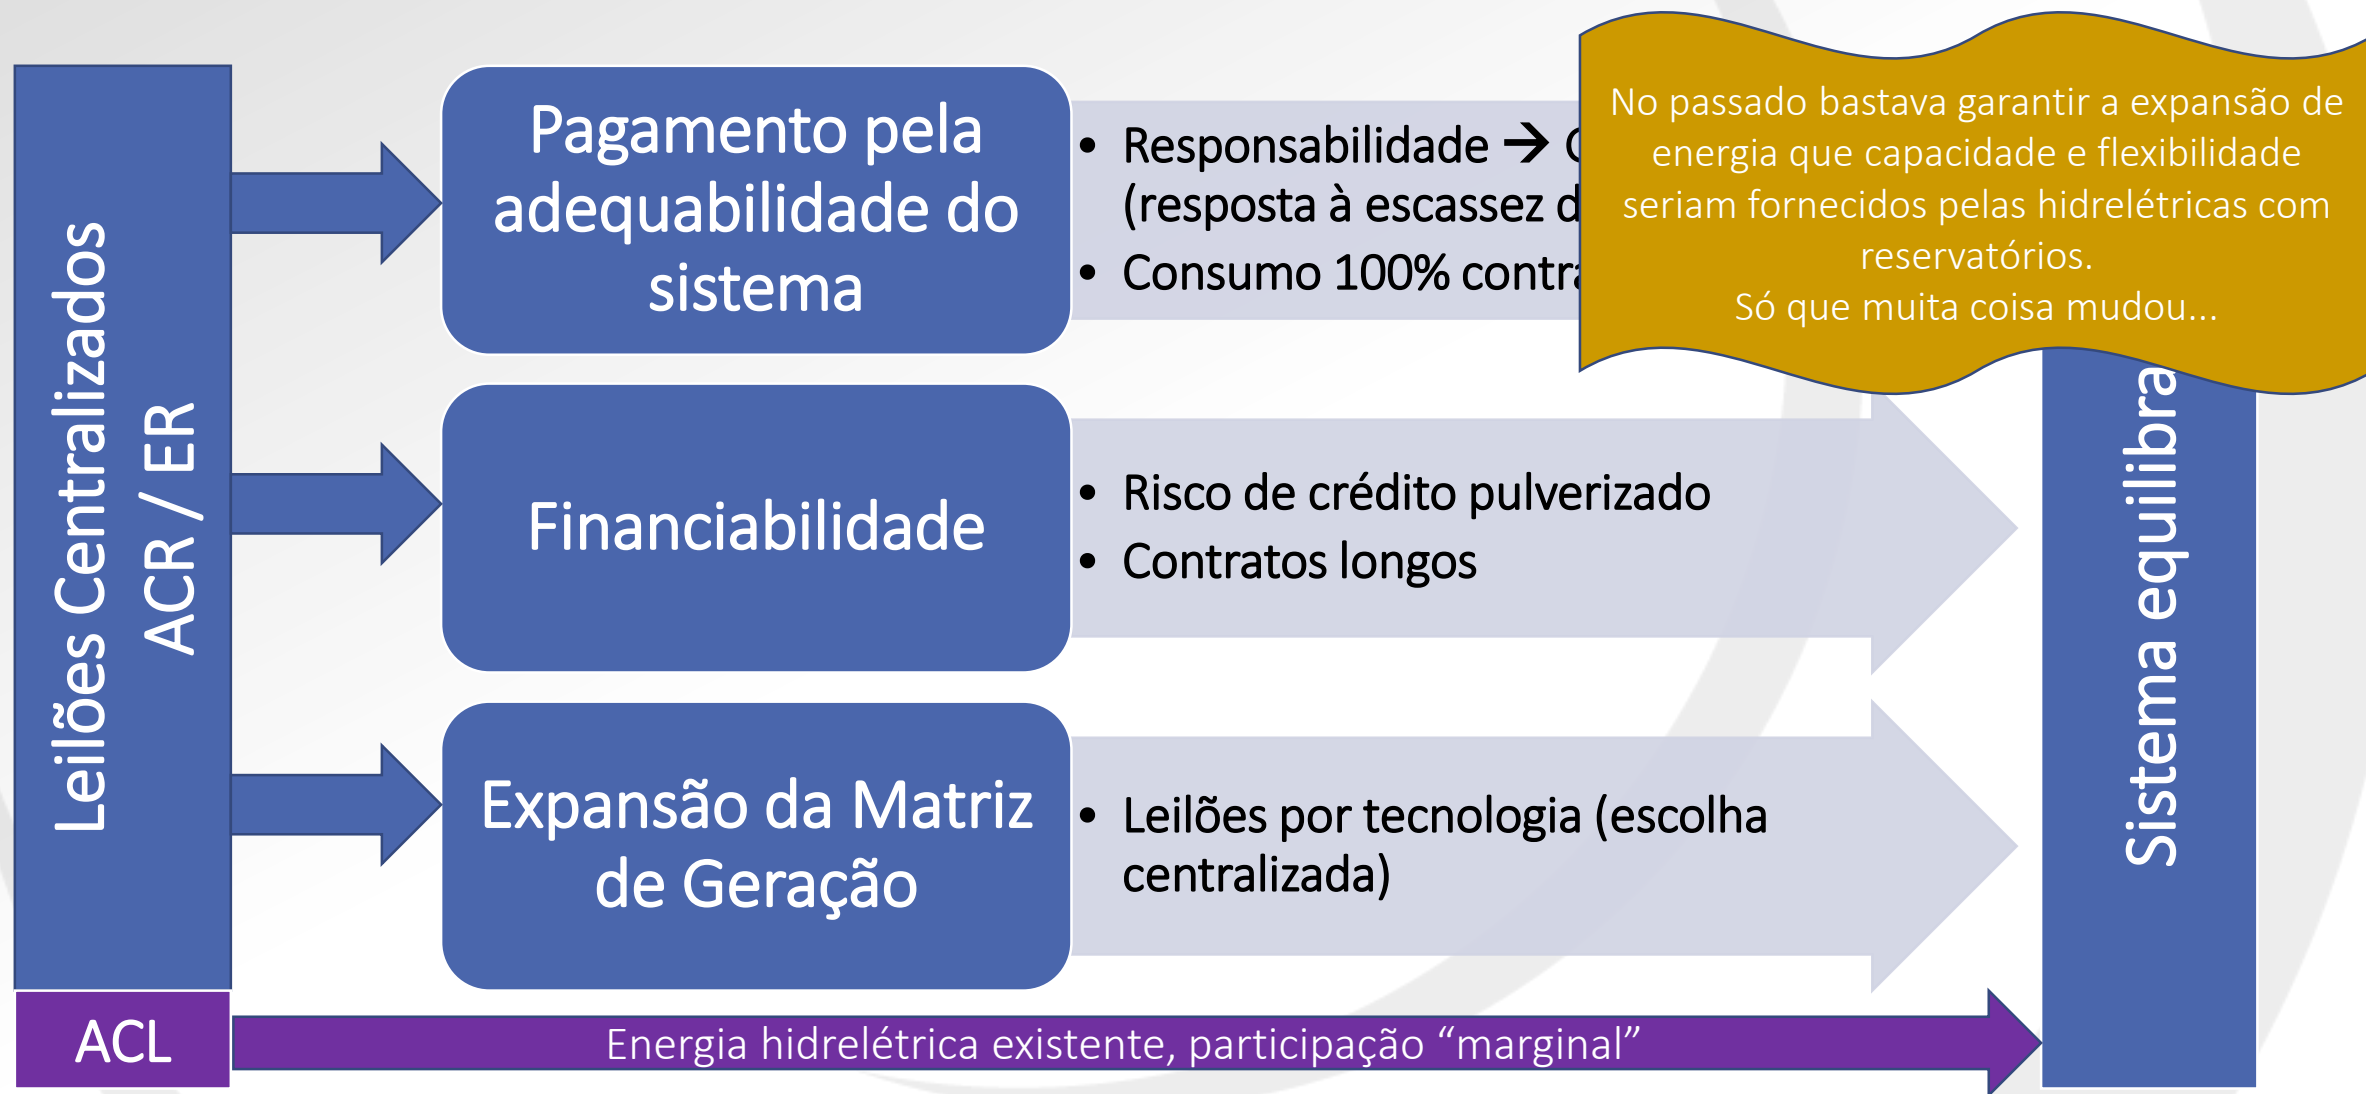 Leilões Centralizados
ACR / ER
Pagamento pela
adequabilidade do
sistema
• Responsabilidade →
(resposta à escassez
• Consumo 100%
No passado bastava garantir a expansão de
energia que capacidade e flexibilidade
seriam fornecidos pelas hidrelétricas com
reservatórios.
Só que muita coisa mudou...
Financiabilidade
• Risco de crédito pulverizado
• Contratos longos
Expansão da Matriz
de Geração
• Leilões por tecnologia (escolha
centralizada)
Sistema
ACL
Energia hidrelétrica existente, participação “marginal”